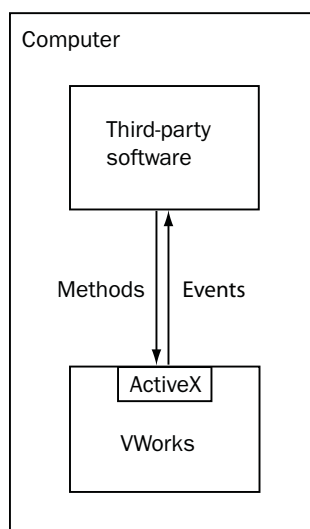 Computer
Third-party
software
Methods
Events
ActiveX
VWorks